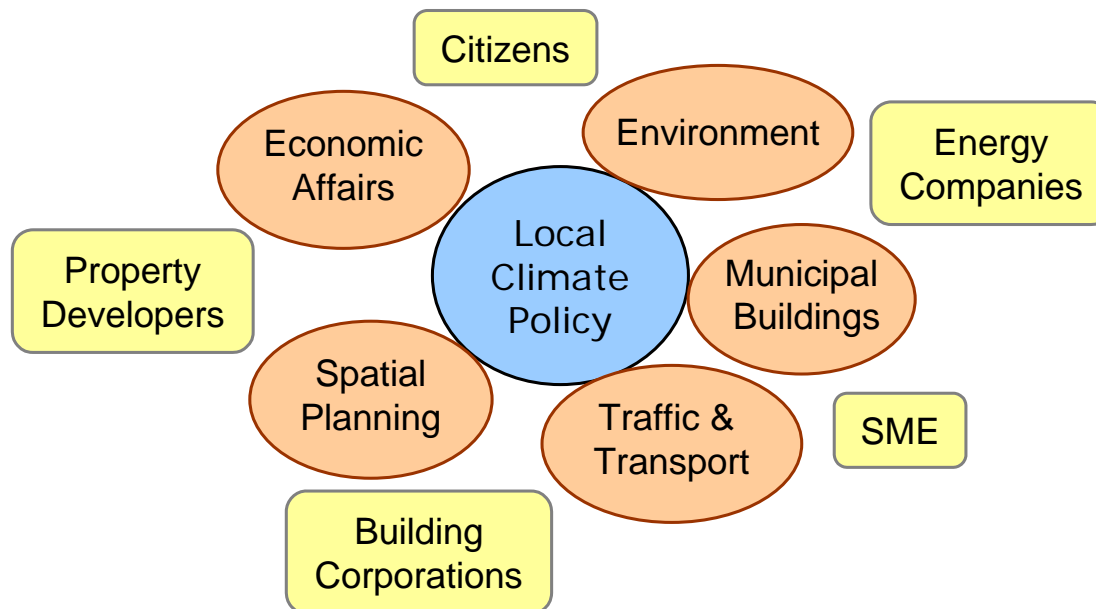 Citizens
Economic
Affairs
Environment
Energy
Companies
Local
Climate
Policy
Property
Developers
Municipal
Buildings
Spatial
Planning
Traffic &
Transport
SME
Building
Corporations